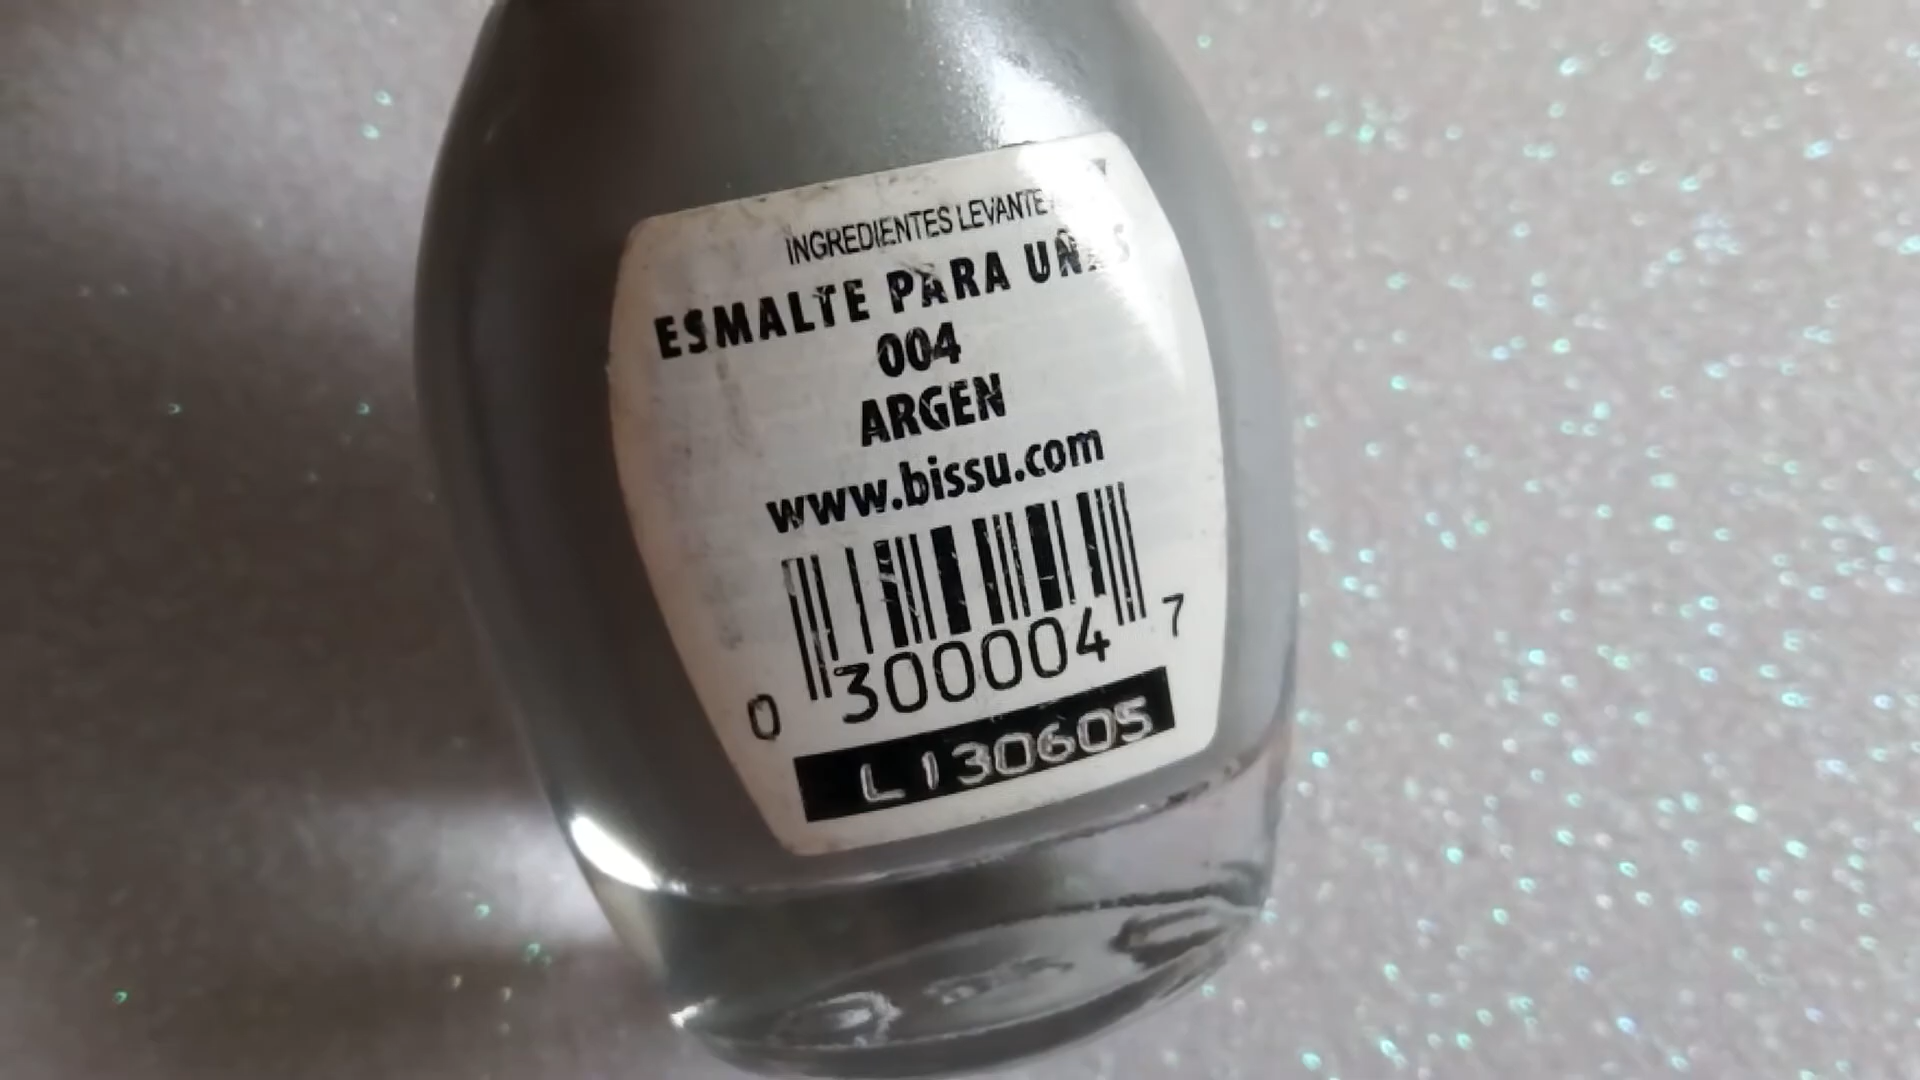 INGREDIENTES LEVANTE
ESMALTE PARA UÑAS
004
ARGEN
www.bissu.com
0 300004 7
L130605